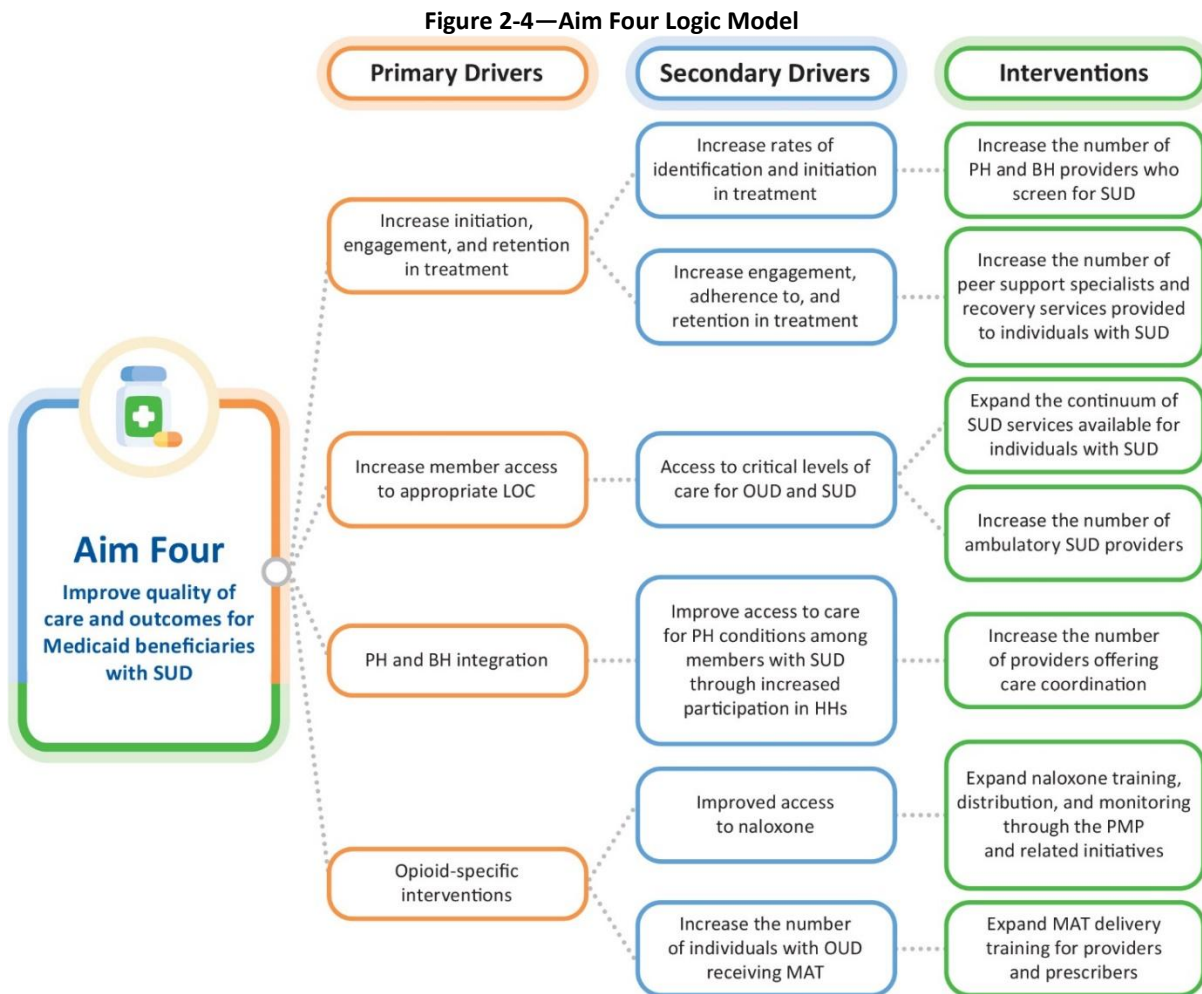 Figure 2-4—Aim Four Logic Model
Primary Drivers
Secondary Drivers
Interventions
Aim Four
Improve quality of
care and outcomes for
Medicaid beneficiaries
with SUD
Increase initiation,
engagement, and retention
in treatment
Increase rates of
identification and initiation
in treatment
Increase the number of
PH and BH providers who
screen for SUD
Increase engagement,
adherence to, and
retention in treatment
Increase the number of
peer support specialists and
recovery services provided
to individuals with SUD
Increase member access
to appropriate LOC
Access to critical levels of
care for OUD and SUD
Expand the continuum of
SUD services available for
individuals with SUD
Increase the number of
ambulatory SUD providers
PH and BH integration
Improve access to care
for PH conditions among
members with SUD
through increased
participation in HHs
Increase the number
of providers offering
care coordination
Opioid-specific
interventions
Improved access
to naloxone
Expand naloxone training,
distribution, and monitoring
through the PMP
and related initiatives
Increase the number
of individuals with OUD
receiving MAT
Expand MAT delivery
training for providers
and prescribers